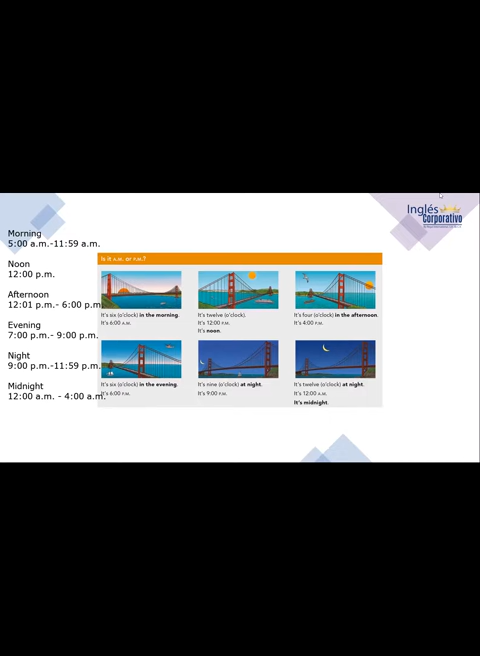 Inglés
Corporativo
Morning
5:00 a.m.-11:59 a.m.
Noon
12:00 p.m.
Afternoon
12:01 p.m.- 6:00 p.m.
Evening
7:00 p.m.- 9:00 p.m.
Night
9:00 p.m.-11:59 p.m.
Midnight
12:00 a.m. - 4:00 a.m.
Is it A.M. or P.M.?
It's six (o'clock) in the morning.
It's 6:00 A.M.
It's twelve (o'clock).
It's 12:00 P.M.
It's noon.
It's four (o'clock) in the afternoon.
It's 4:00 P.M.
It's six (o'clock) in the evening.
It's 6:00 P.M.
It's nine (o'clock) at night.
It's 9:00 P.M.
It's twelve (o'clock) at night.
It's 12:00 A.M.
It's midnight.